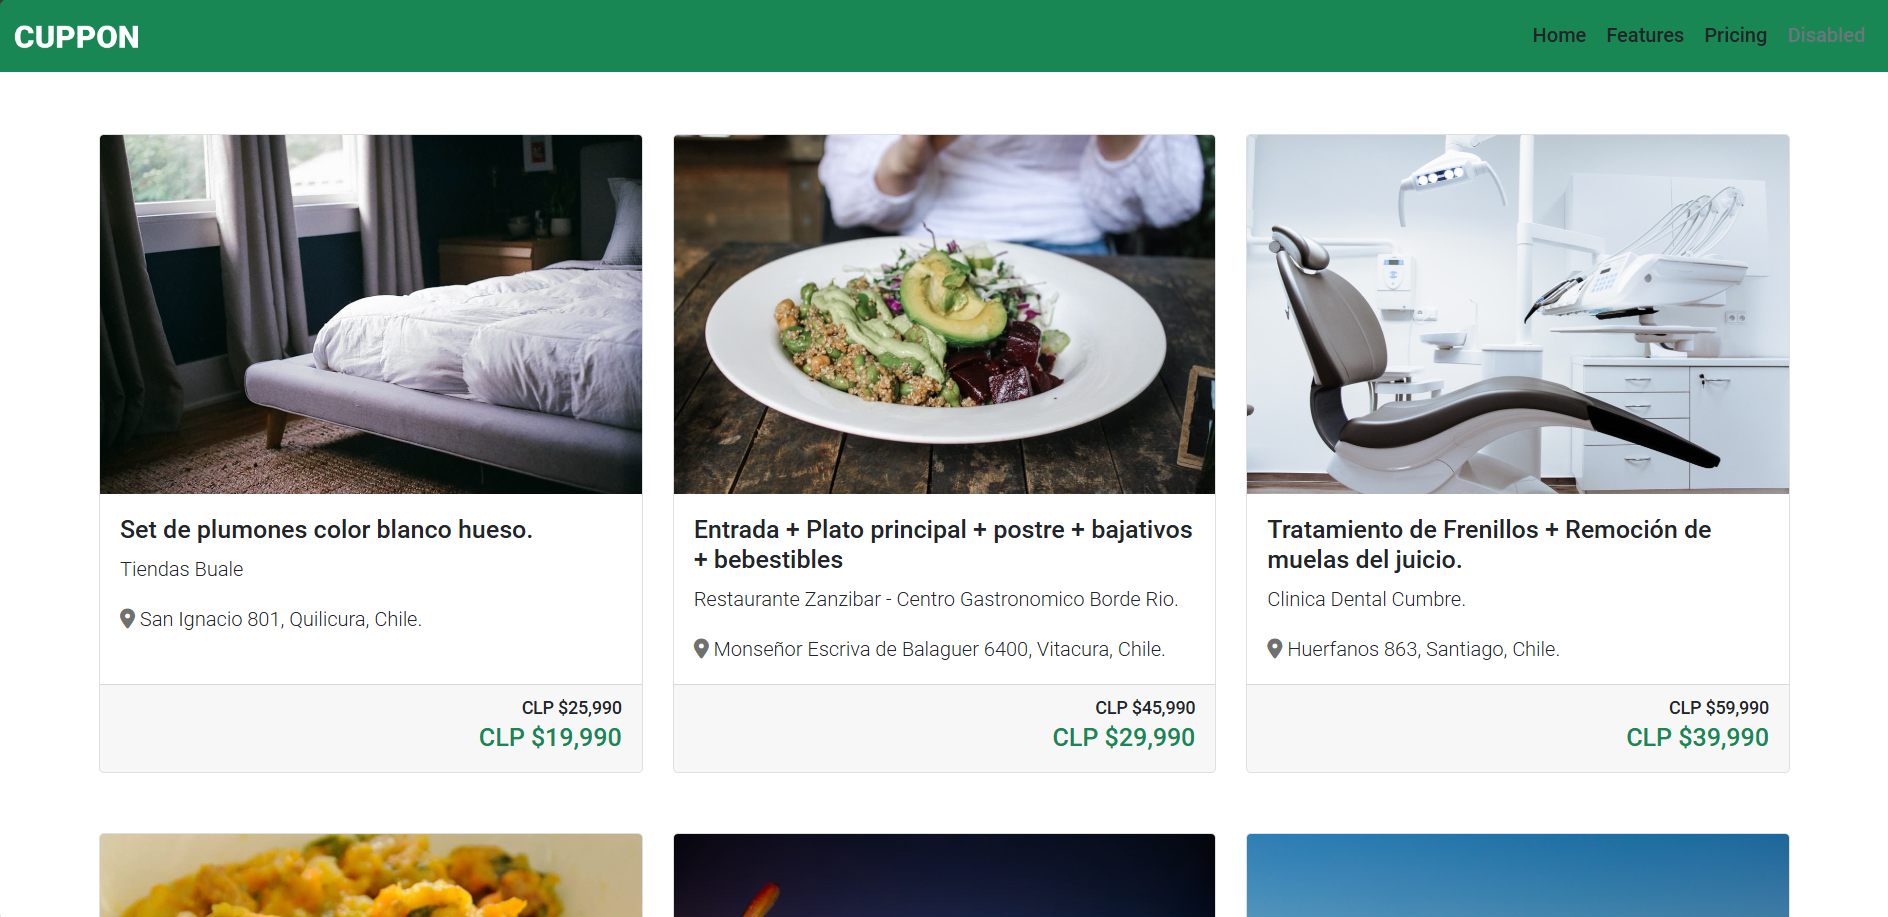 CUPPON
Home Features Pricing Disabled
Set de plumones color blanco hueso.
Tiendas Buale
San Ignacio 801, Quilicura, Chile.
CLP $25,990
CLP $19,990
Entrada + Plato principal + postre + bajativos
+ bebestibles
Restaurante Zanzibar - Centro Gastronomico Borde Rio.
Monseñor Escriva de Balaguer 6400, Vitacura, Chile.
CLP $45,990
CLP $29,990
Tratamiento de Frenillos + Remoción de
muelas del juicio.
Clinica Dental Cumbre.
Huerfanos 863, Santiago, Chile.
CLP $59,990
CLP $39,990